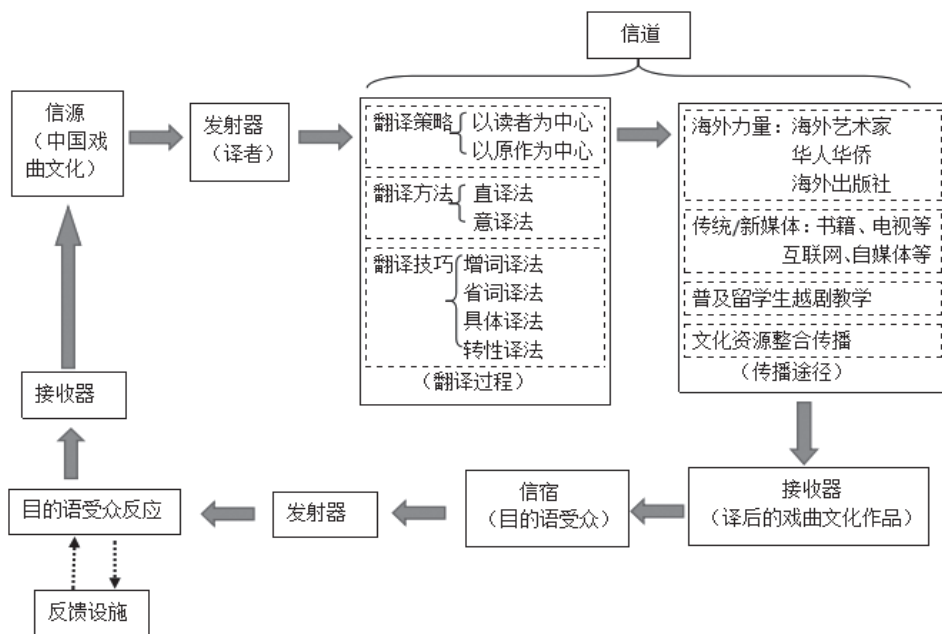 信道
信源
（中国戏
曲文化）
发射器
（译者）
翻译策略
以读者为中心
以原作为中心
翻译方法
直译法
意译法
翻译技巧
增词译法
省词译法
具体译法
转性译法
（翻译过程）
海外力量：海外艺术家
华人华侨
海外出版社
传统/新媒体：书籍、电视等
互联网、自媒体等
普及留学生越剧教学
文化资源整合传播
（传播途径）
接收器
（译后的戏曲文化作品）
信宿
（目的语受众）
发射器
目的语受众反应
反馈设施
接收器